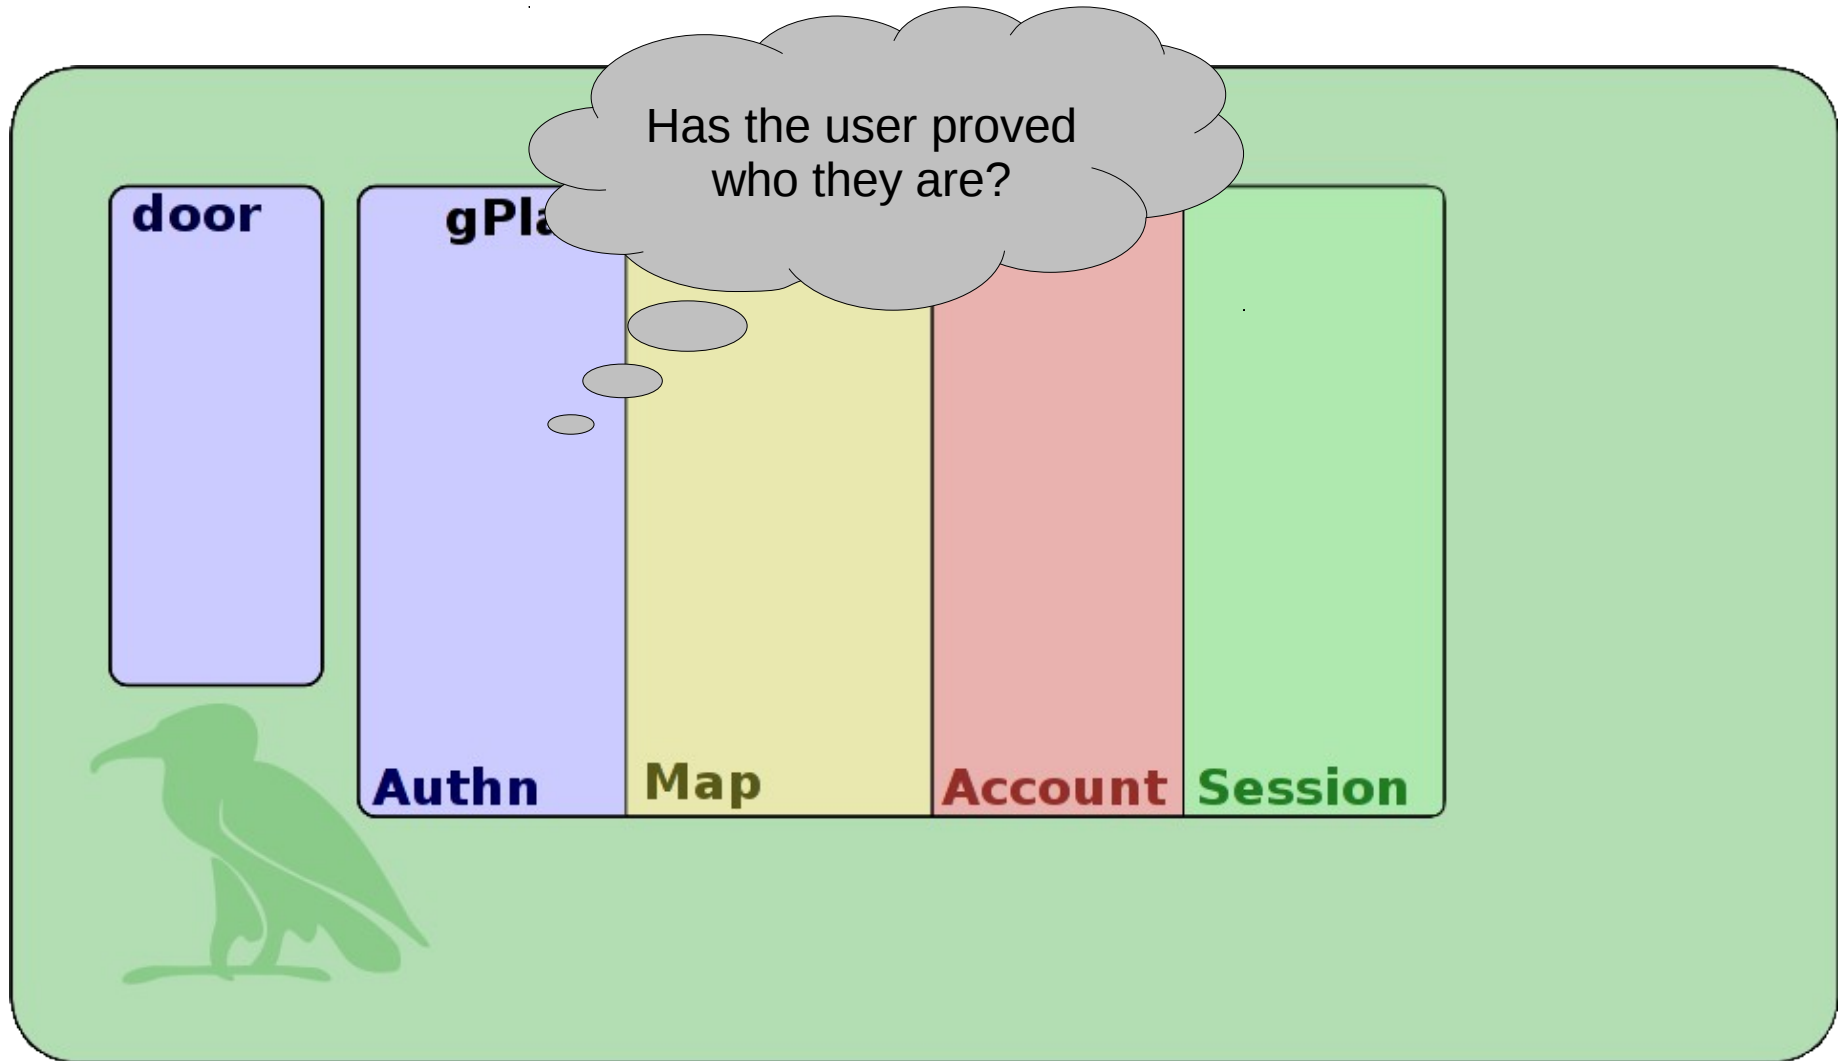 Has the user proved
who they are?
door
Authn
Map
Account
Session